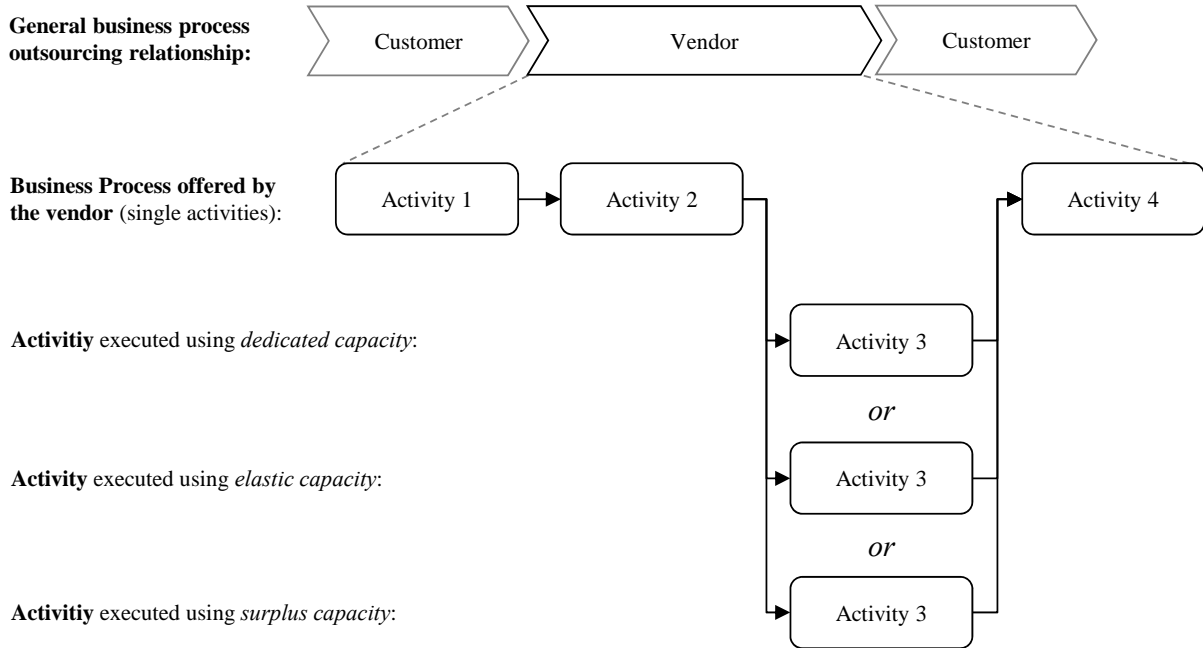 General business process
outsourcing relationship:
Customer
Vendor
Customer
Business Process offered by
the vendor (single activities):
Activity 1
Activity 2
Activity 4
Activitiy executed using dedicated capacity:
Activity 3
or
Activity executed using elastic capacity:
Activity 3
or
Activitiy executed using surplus capacity:
Activity 3